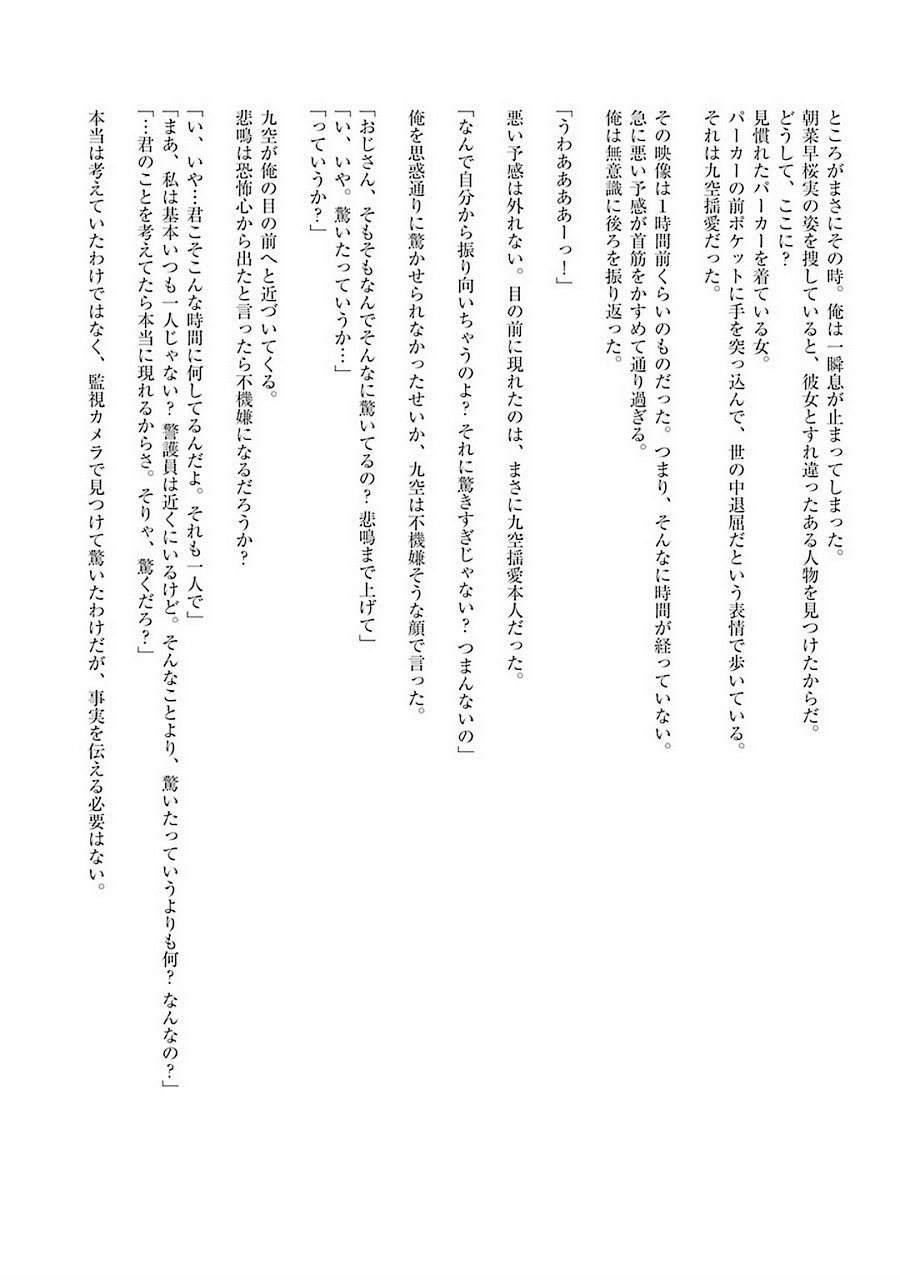 ところがまさにその時。俺は一瞬息が止まってしまった。
朝菜早桜実の姿を捜していると、彼女とすれ違ったある人物を見つけたからだ。
どうして、ここに？
見慣れたパーカーを着ている女。
パーカーの前ポケットに手を突っ込んで、世の中退屈だという表情で歩いている。
それは九空揺愛だった。
その映像は１時間前くらいのものだった。つまり、そんなに時間が経っていない。
急に悪い予感が首筋をかすめて通り過ぎる。
俺は無意識に後ろを振り返った。
「うわああああーっ！」
悪い予感は外れない。目の前に現れたのは、まさに九空揺愛本人だった。
「なんで自分から振り向いちゃうのよ？ それに驚きすぎじゃない？ つまんないの」
俺を思惑通りに驚かせられなかったせいか、九空は不機嫌そうな顔で言った。
「おじさん、そもそもなんでそんなに驚いてるの？ 悲鳴まで上げて」
「い、いや。驚いたっていうか…」
「っていうか？」
九空が俺の目の前へと近づいてくる。
悲鳴は恐怖心から出たと言ったら不機嫌になるだろうか？
「い、いや…君こそこんな時間に何してるんだよ。それも一人で」
「まあ、私は基本いつも一人じゃない？ 警護員は近くにいるけど。そんなことより、驚いたっていうよりも何？ なんなの？」
「…君のことを考えてたら本当に現れるからさ。そりゃ、驚くだろ？」
本当は考えていたわけではなく、監視カメラで見つけて驚いたわけだが、事実を伝える必要はない。